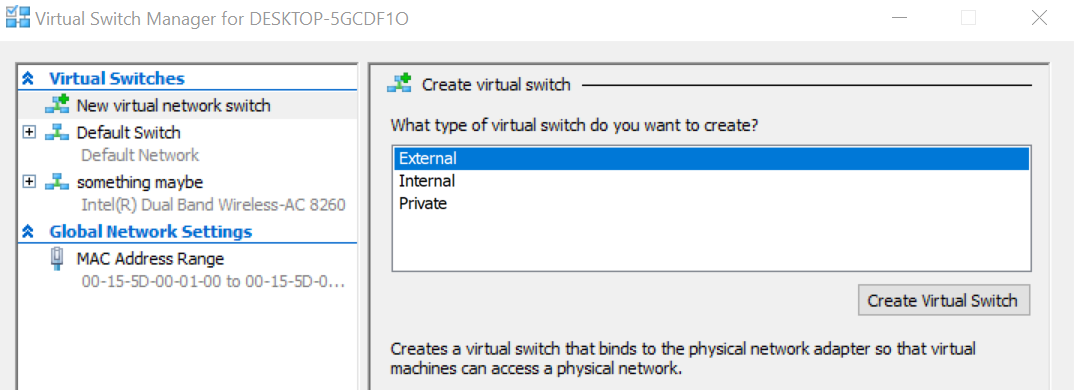 Virtual Switch Manager for DESKTOP-5GCDF1O
Virtual Switches
New virtual network switch
Default Switch
Default Network
something maybe
Intel(R) Dual Band Wireless-AC 8260
Global Network Settings
MAC Address Range
00-15-5D-00-01-00 to 00-15-5D-0...
Create virtual switch
What type of virtual switch do you want to create?
External
Internal
Private
Create Virtual Switch
Creates a virtual switch that binds to the physical network adapter so that virtual
machines can access a physical network.